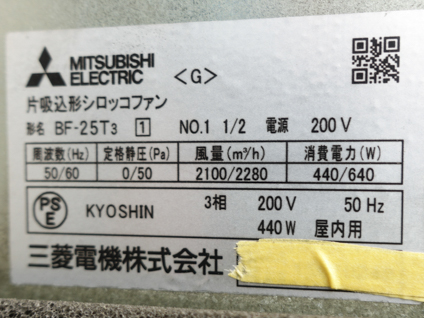 MITSUBISHI
ELECTRIC
<G>
片吸込形シロッコファン
形名 BF-25T3 1 NO.1 1/2 電源 200V
周波数(Hz) 定格静圧(Pa) 風量(m³/h) 消費電力(W)
50/60 0/50 2100/2280 440/640
PS
E
KYOSHIN 3相 200V 50Hz
440W 屋内用
三菱電機株式会社